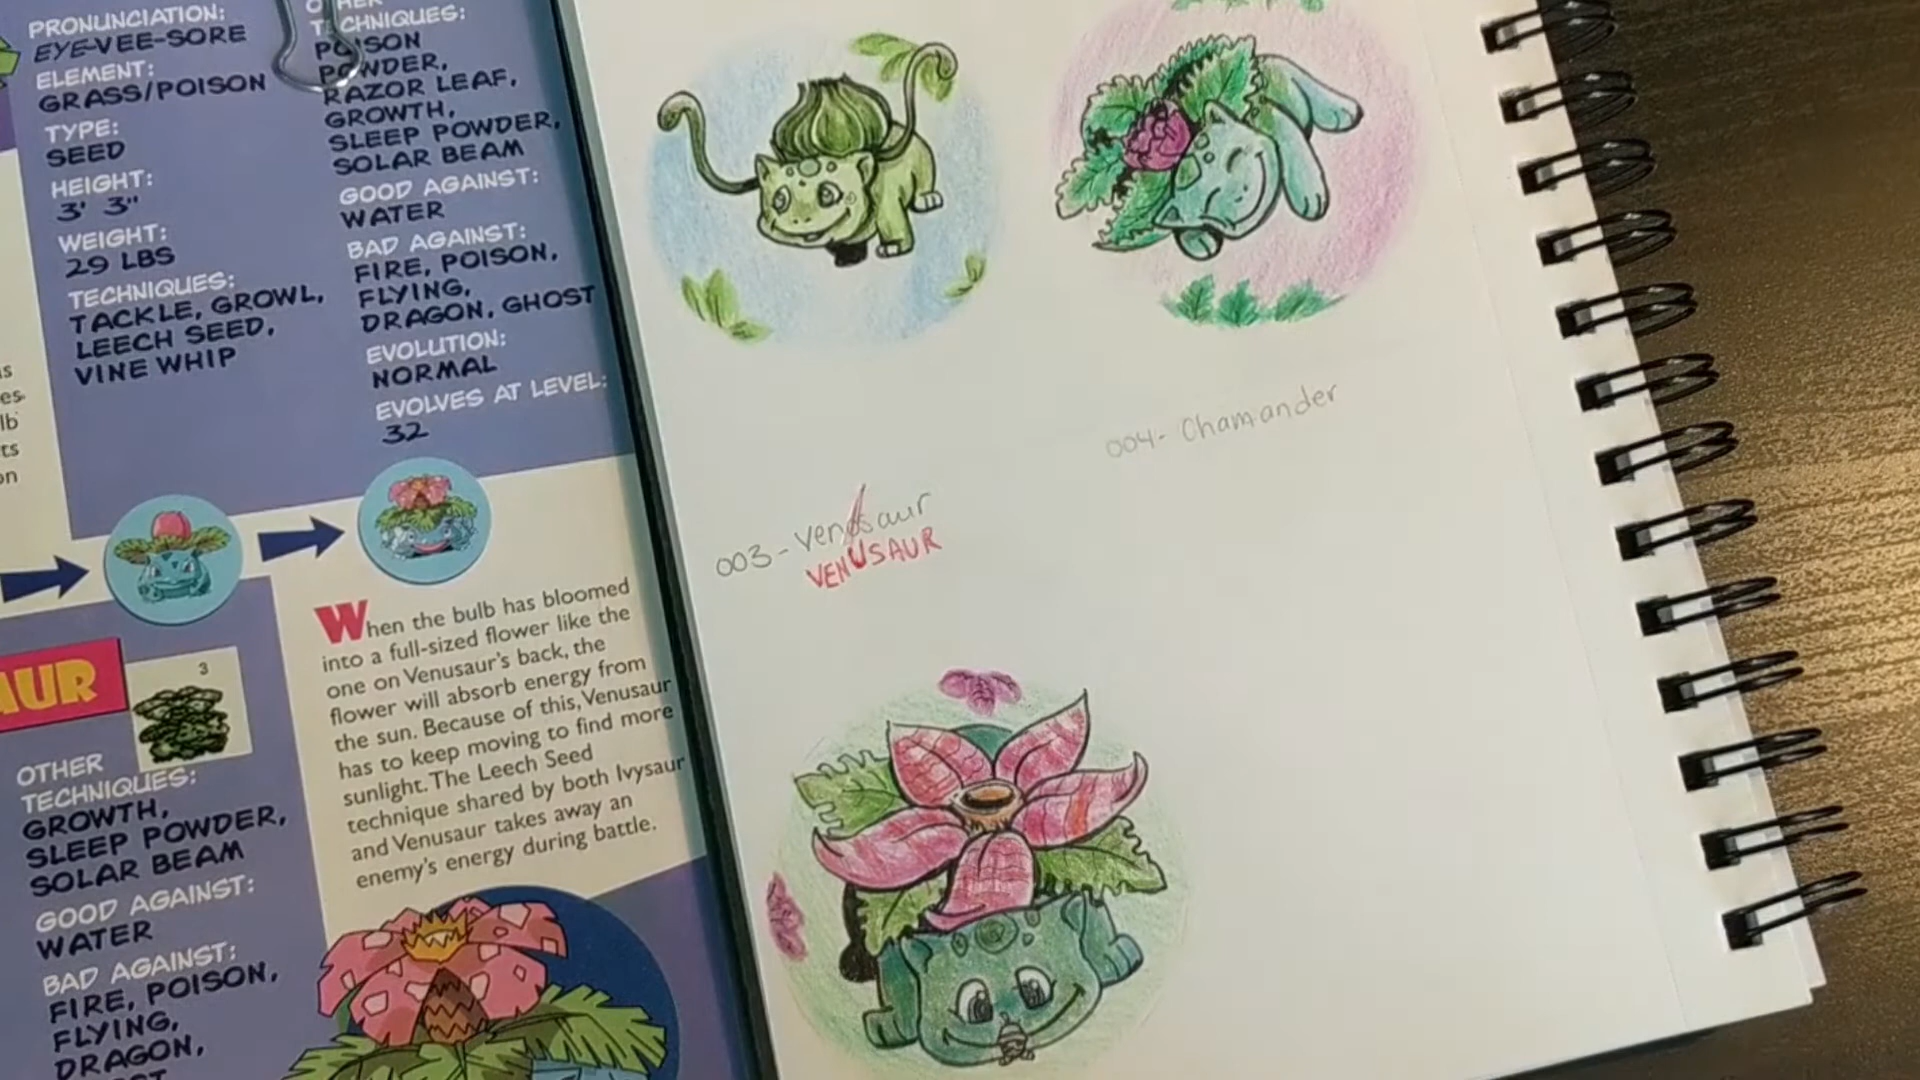 PRONUNCIATION:
EYE-VEE-SORE
ELEMENT:
GRASS/POISON
TYPE:
SEED
HEIGHT:
3' 3"
WEIGHT:
29 LBS
TECHNIQUES:
TACKLE, GROWL,
LEECH SEED,
VINE WHIP
TECHNIQUES:
POISON
POWDER,
RAZOR LEAF,
GROWTH,
SLEEP POWDER,
SOLAR BEAM
GOOD AGAINST:
WATER
BAD AGAINST:
FIRE, POISON,
FLYING,
DRAGON, GHOST
EVOLUTION:
NORMAL
EVOLVES AT LEVEL:
32
When the bulb has bloomed
into a full-sized flower like the
one on Venusaur's back, the
flower will absorb energy from
the sun. Because of this, Venusaur
has to keep moving to find more
sunlight. The Leech Seed
technique shared by both Ivysaur
and Venusaur takes away an
enemy's energy during battle.
AUR
3
OTHER
TECHNIQUES:
GROWTH,
SLEEP POWDER,
SOLAR BEAM
GOOD AGAINST:
WATER
BAD AGAINST:
FIRE, POISON,
FLYING,
DRAGON,
004- Chamander
003- Venosaur
VENUSAUR